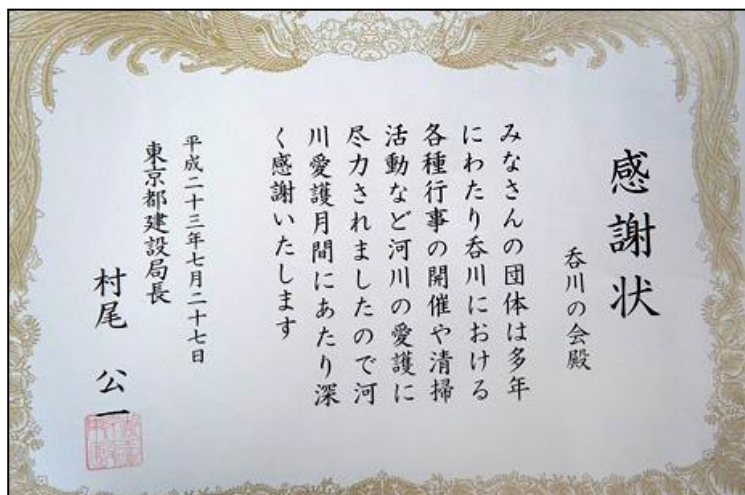 感謝状
呑川の会殿
みなさんの団体は多年
にわたり呑川における
各種行事の開催や清掃
活動など河川の愛護に
尽力されましたので河
川愛護月間にあたり深
く感謝いたします
平成二十三年七月二十七日
東京都建設局長
村尾 公一